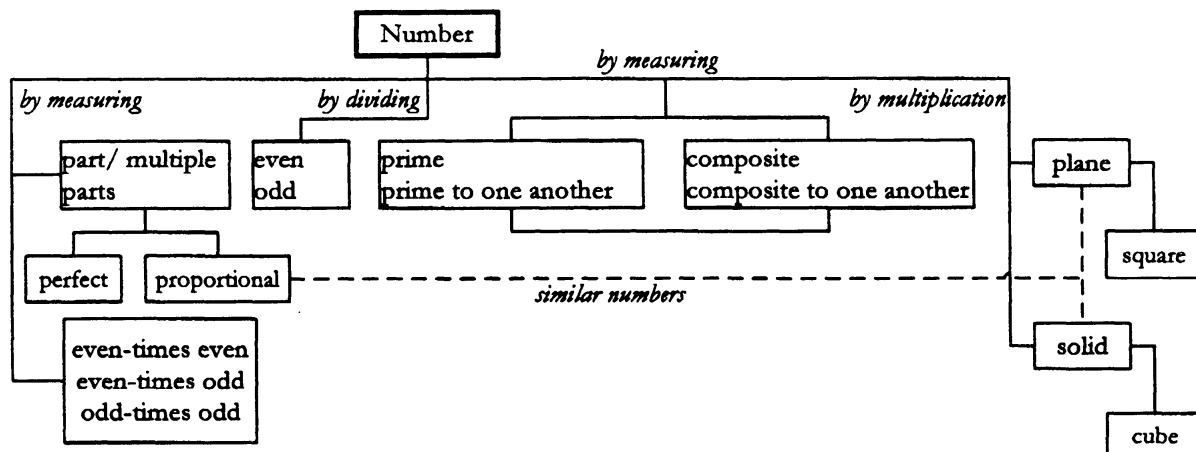 Number
by measuring
by measuring
by dividing
by multiplication
part/ multiple
parts
even
odd
prime
prime to one another
composite
composite to one another
plane
square
perfect
proportional
similar numbers
even-times even
even-times odd
odd-times odd
solid
cube